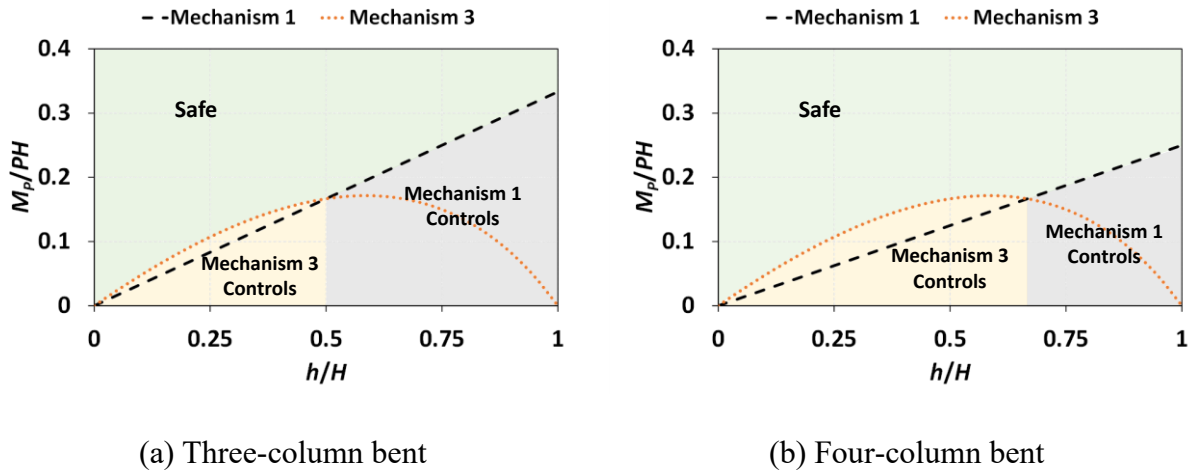 Mechanism 1 Mechanism 3
0.4
0.3
0.2
0.1
0
Mₚ/PH
Safe
Mechanism 1
Controls
Mechanism 3
Controls
0 0.25 0.5 0.75 1
h/H
(a) Three-column bent
Mechanism 1 Mechanism 3
0.4
0.3
0.2
0.1
0
Mₚ/PH
Safe
Mechanism 3
Controls
Mechanism 1
Controls
0 0.25 0.5 0.75 1
h/H
(b) Four-column bent